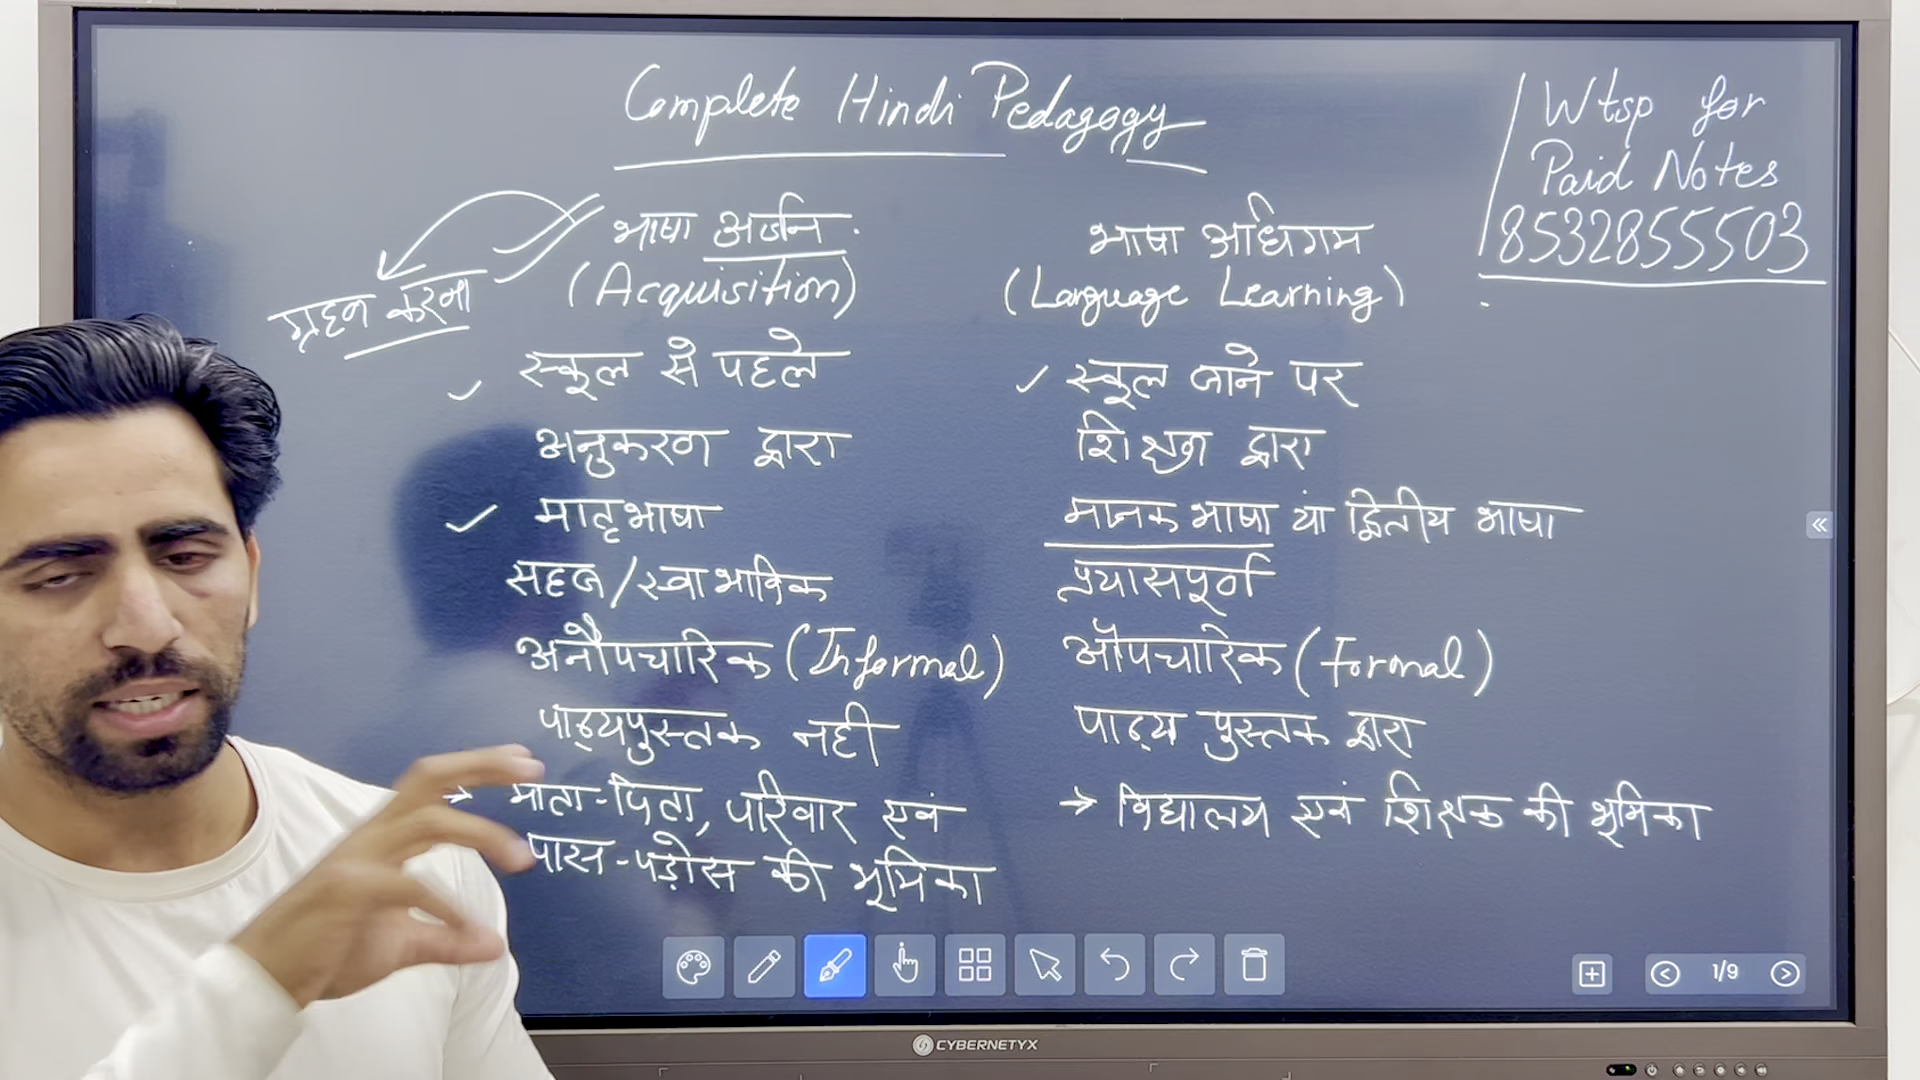 Complete Hindi Pedagogy
Wtsp for
Paid Notes
8532855503
भाषा अर्जन
(Acquisition)
ग्रहन करना
स्कूल से पहले
अनुकरण द्वारा
मातृभाषा
सहज/स्वाभाविक
अनौपचारिक (Informal)
पाठ्यपुस्तक नही
→ माता-पिता, परिवार एवं
पास-पड़ोस की भूमिका
भाषा अधिगम
(Language Learning)
स्कूल जाने पर
शिक्षण द्वारा
मानक भाषा या द्वितीय भाषा
प्रयासपूर्ण
औपचारिक (Formal)
पाठ्य पुस्तक द्वारा
→ विद्यालय एवं शिक्षक की भूमिका
1/9
CYBERNETYX